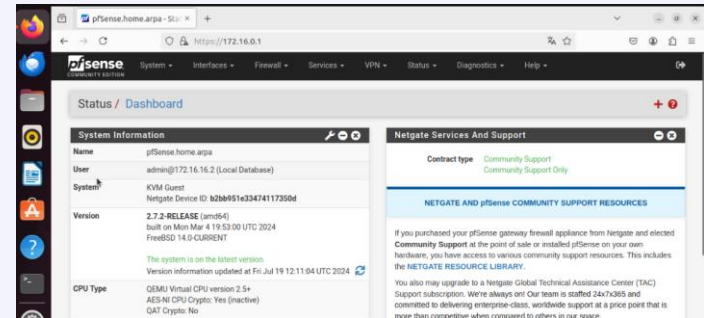 pfSense.home.arpa - Stat
https://172.16.0.1
pfsense
COMMUNITY EDITION
System
Interfaces
Firewall
Services
VPN
Status
Diagnostics
Help
Status / Dashboard
System Information
Name pfSense.home.arpa
User admin@172.16.16.2 (Local Database)
System KVM Guest
Netgate Device ID: b2bb951e33474117350d
Version 2.7.2-RELEASE (amd64)
built on Mon Mar 4 19:53:00 UTC 2024
FreeBSD 14.0-CURRENT
The system is on the latest version.
Version information updated at Fri Jul 19 12:11:04 UTC 2024
CPU Type QEMU Virtual CPU version 2.5+
AES-NI CPU Crypto: Yes (inactive)
QAT Crypto: No
Netgate Services And Support
Contract type Community Support
Community Support Only
NETGATE AND pfSense COMMUNITY SUPPORT RESOURCES
If you purchased your pfSense gateway firewall appliance from Netgate and elected
Community Support at the point of sale or installed pfSense on your own
hardware, you have access to various community support resources. This includes
the NETGATE RESOURCE LIBRARY.
You also may upgrade to a Netgate Global Technical Assistance Center (TAC)
Support subscription. We're always on! Our team is staffed 24x7x365 and
committed to delivering enterprise-class, worldwide support at a price point that is
more than competitive when compared to others in our space.